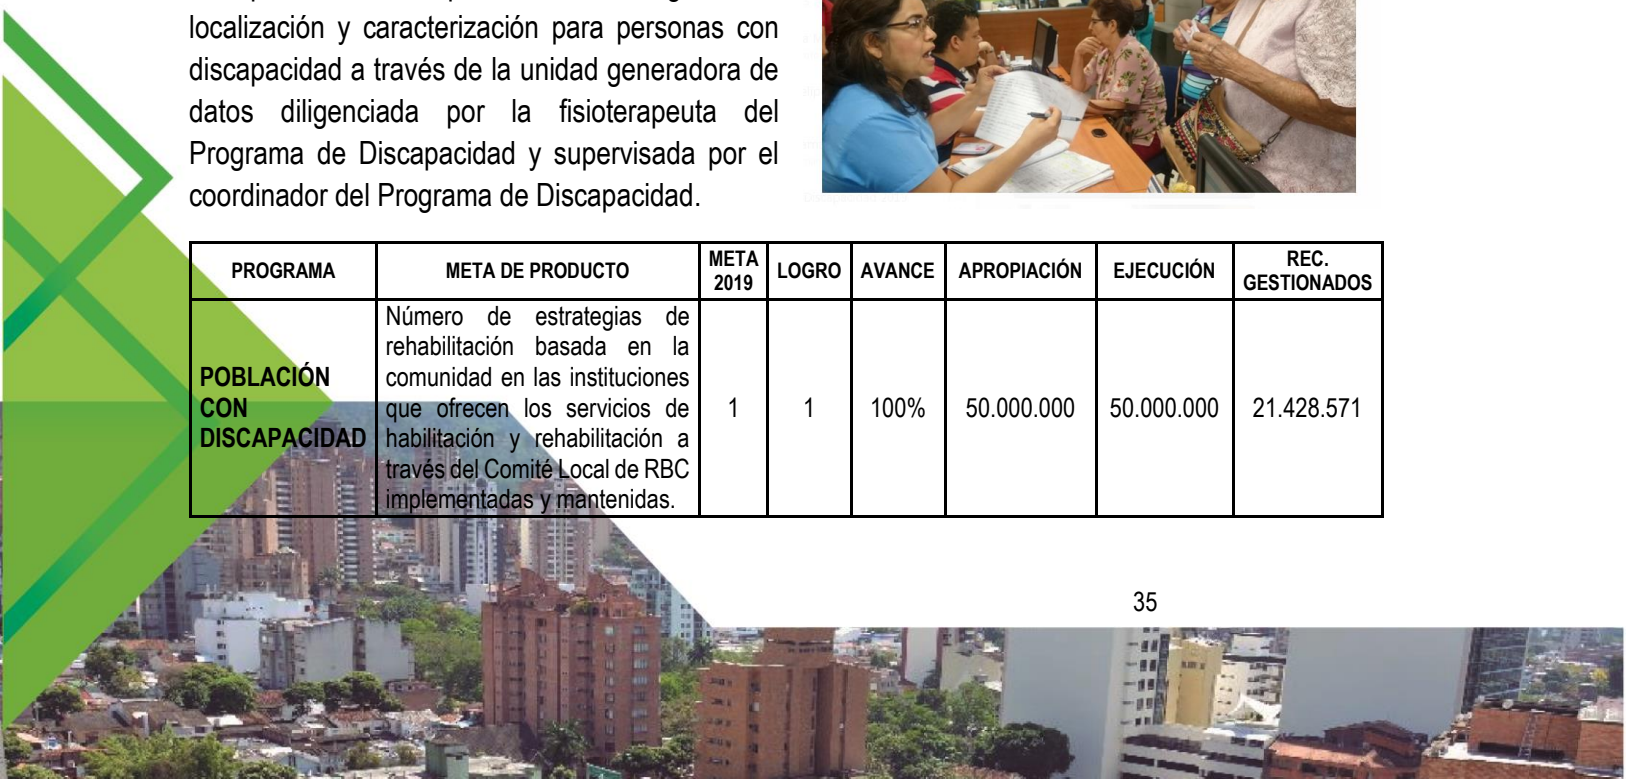 localización y caracterización para personas con
discapacidad a través de la unidad generadora de
datos diligenciada por la fisioterapeuta del
Programa de Discapacidad y supervisada por el
coordinador del Programa de Discapacidad.
PROGRAMA
META DE PRODUCTO
META
2019
LOGRO
AVANCE
APROPIACIÓN
EJECUCIÓN
REC.
GESTIONADOS
POBLACIÓN
CON
DISCAPACIDAD
Número de estrategias de
rehabilitación basada en la
comunidad en las instituciones
que ofrecen los servicios de
habilitación y rehabilitación a
través del Comité Local de RBC
implementadas y mantenidas.
1
1
100%
50.000.000
50.000.000
21.428.571
35